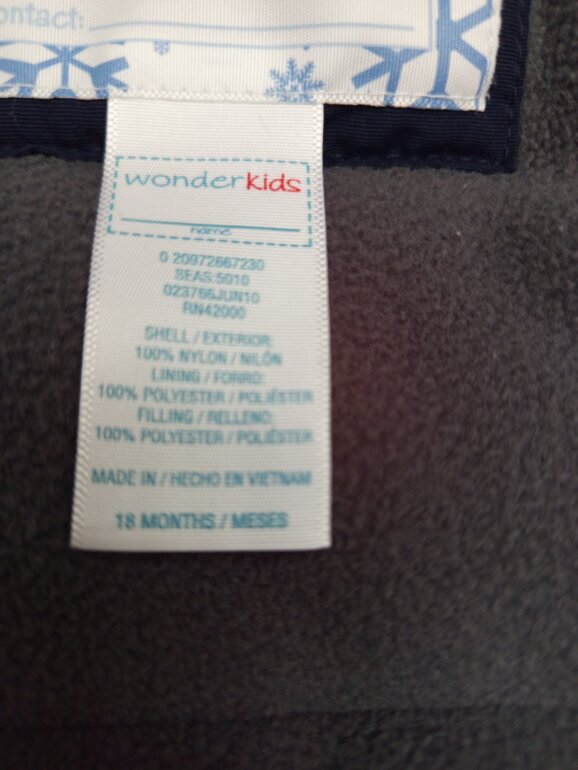 ontact:
wonderkids
name
0 20972667230
SEAS:5010
023766JUN10
RN42000
SHELL / EXTERIOR:
100% NYLON / NILÓN
LINING / FORRO:
100% POLYESTER / POLIÉSTER
FILLING / RELLENO:
100% POLYESTER / POLIÉSTER
MADE IN / HECHO EN VIETNAM
18 MONTHS / MESES